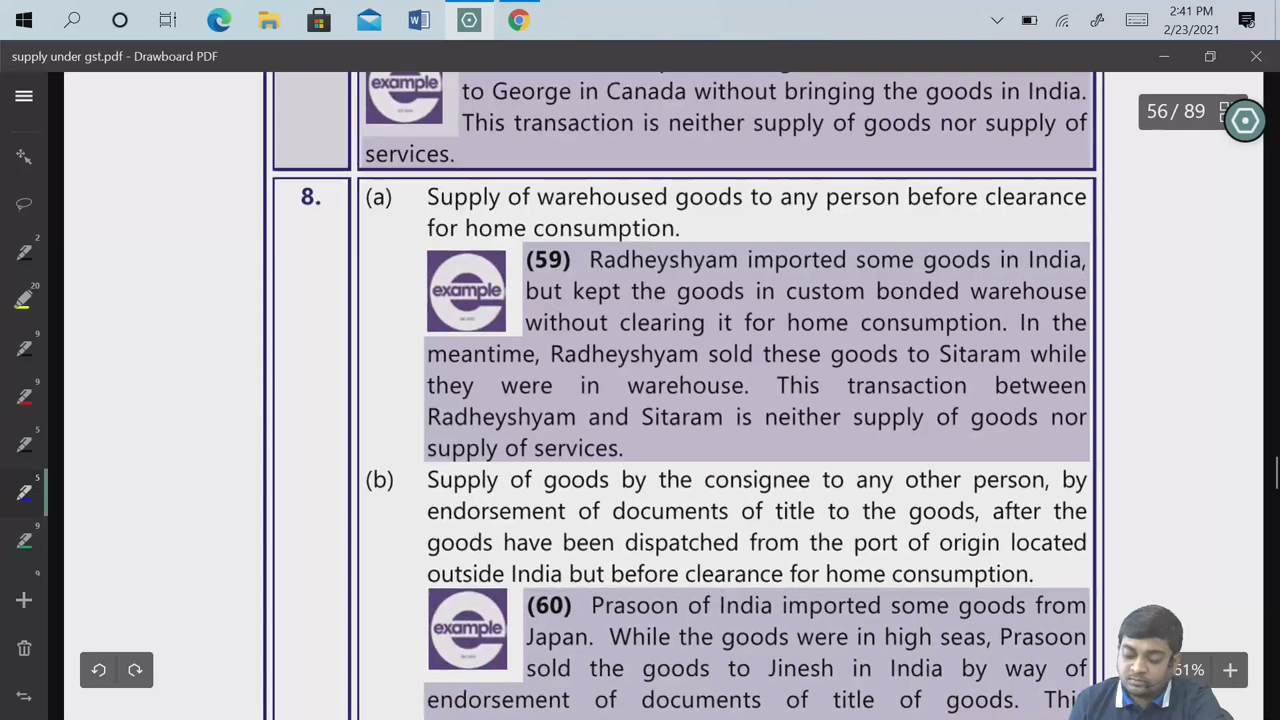 2:41 PM
2/23/2021
supply under gst.pdf - Drawboard PDF
56 / 89
example
to George in Canada without bringing the goods in India.
This transaction is neither supply of goods nor supply of
services.
8.
(a) Supply of warehoused goods to any person before clearance
for home consumption.
example
(59) Radheyshyam imported some goods in India,
but kept the goods in custom bonded warehouse
without clearing it for home consumption. In the
meantime, Radheyshyam sold these goods to Sitaram while
they were in warehouse. This transaction between
Radheyshyam and Sitaram is neither supply of goods nor
supply of services.
(b) Supply of goods by the consignee to any other person, by
endorsement of documents of title to the goods, after the
goods have been dispatched from the port of origin located
outside India but before clearance for home consumption.
example
(60) Prasoon of India imported some goods from
Japan. While the goods were in high seas, Prasoon
sold the goods to Jinesh in India by way of
endorsement of documents of title of goods.
2
20
9
9
5
5
9
9
61%